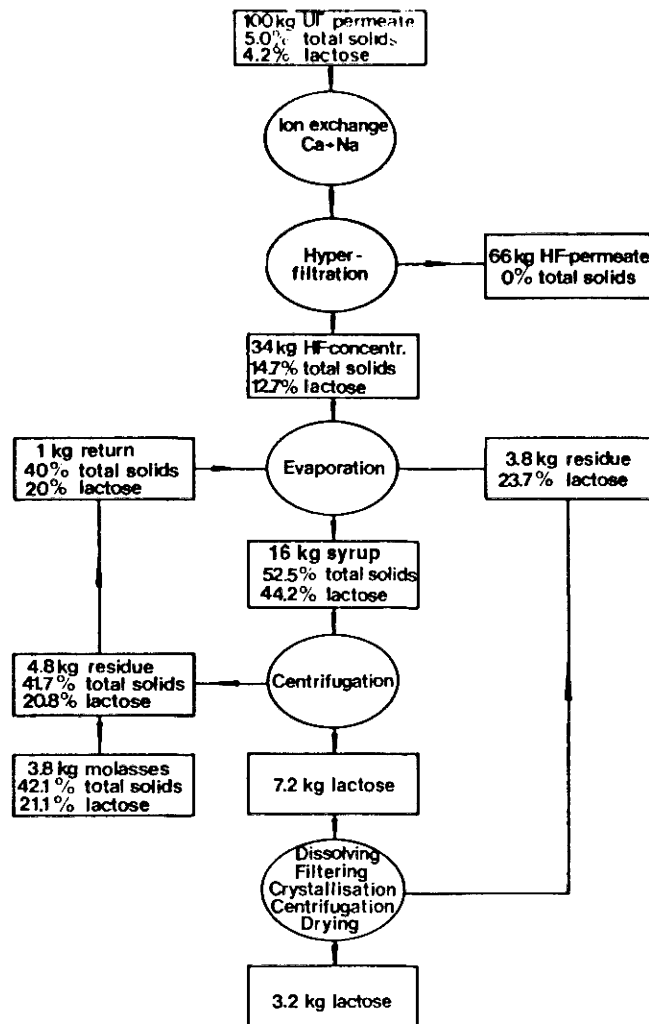 100 kg UF permeate
5.0% total solids
4.2% lactose
Ion exchange
Ca→Na
Hyper-
filtration
66 kg HF-permeate
0% total solids
34 kg HF-concentr.
14.7% total solids
12.7% lactose
1 kg return
40% total solids
20% lactose
Evaporation
3.8 kg residue
23.7% lactose
16 kg syrup
52.5% total solids
44.2% lactose
4.8 kg residue
41.7% total solids
20.8% lactose
Centrifugation
3.8 kg molasses
42.1% total solids
21.1% lactose
7.2 kg lactose
Dissolving
Filtering
Crystallisation
Centrifugation
Drying
3.2 kg lactose